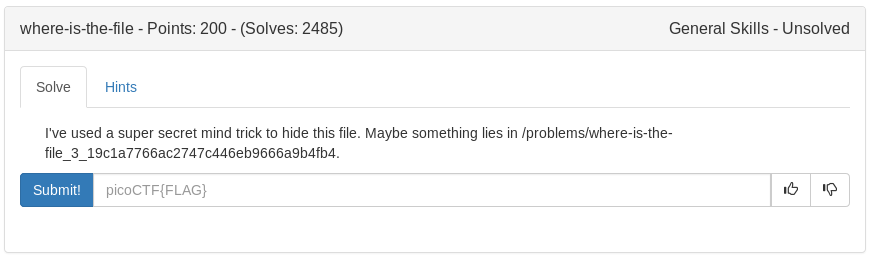 where-is-the-file - Points: 200 - (Solves: 2485)
General Skills - Unsolved
Solve
Hints
I've used a super secret mind trick to hide this file. Maybe something lies in /problems/where-is-the-
file_3_19c1a7766ac2747c446eb9666a9b4fb4.
Submit!
picoCTF{FLAG}